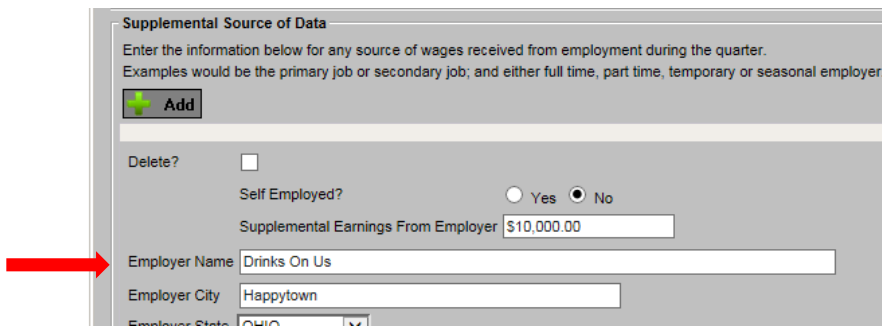 Supplemental Source of Data
Enter the information below for any source of wages received from employment during the quarter.
Examples would be the primary job or secondary job; and either full time, part time, temporary or seasonal employer
Add
Delete?
Self Employed? Yes No
Supplemental Earnings From Employer $10,000.00
Employer Name Drinks On Us
Employer City Happytown
Employer State OHIO